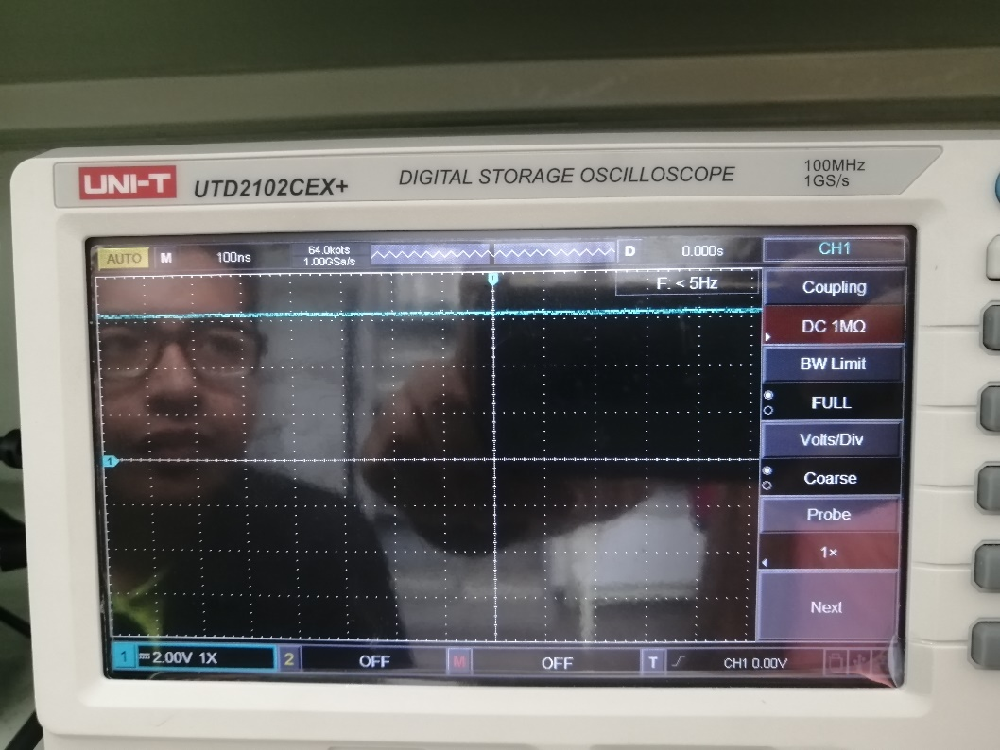 UNI-T UTD2102CEX+ DIGITAL STORAGE OSCILLOSCOPE 100MHz
1GS/s
AUTO M 100ns 64.0kpts
1.00GSa/s
D 0.000s CH1
F: < 5Hz
Coupling
DC 1MΩ
BW Limit
FULL
Volts/Div
Coarse
Probe
1×
Next
1
1 2.00V 1X 2 OFF M OFF T CH1 0.00V